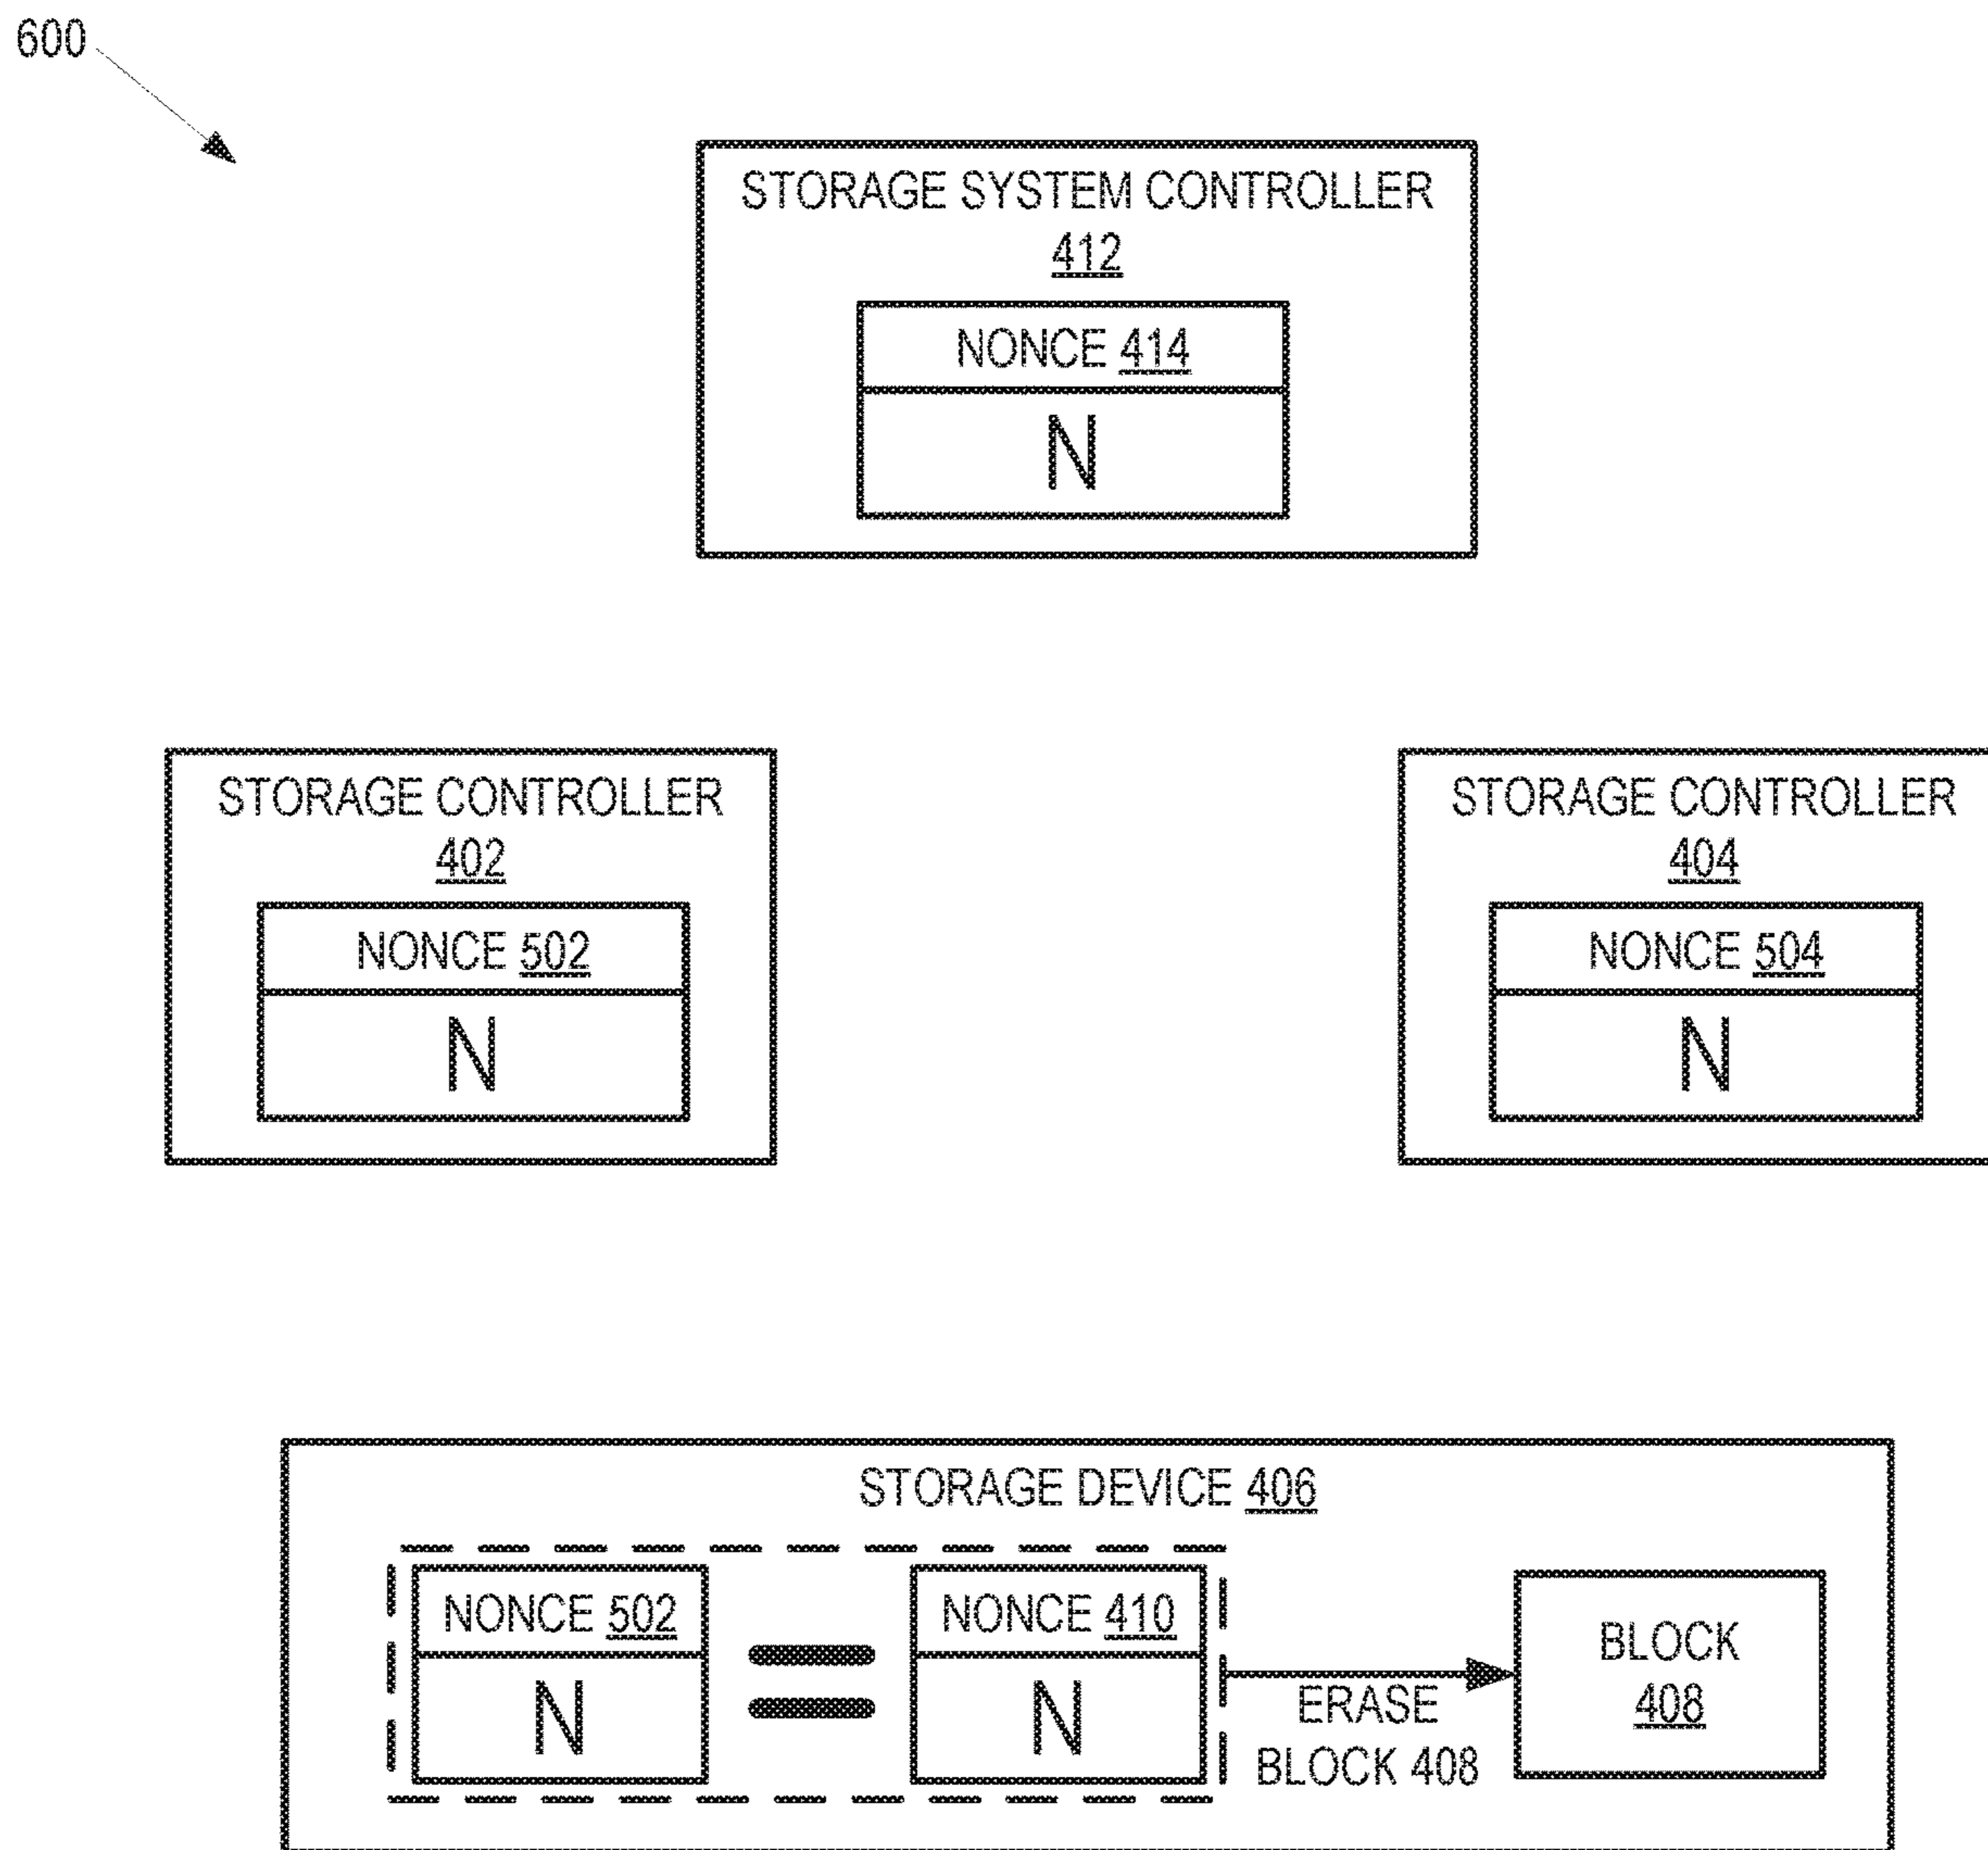 600
STORAGE SYSTEM CONTROLLER
412
NONCE 414
N
STORAGE CONTROLLER
402
NONCE 502
N
STORAGE CONTROLLER
404
NONCE 504
N
STORAGE DEVICE 406
NONCE 502
N
=
NONCE 410
N
ERASE
BLOCK 408
BLOCK
408